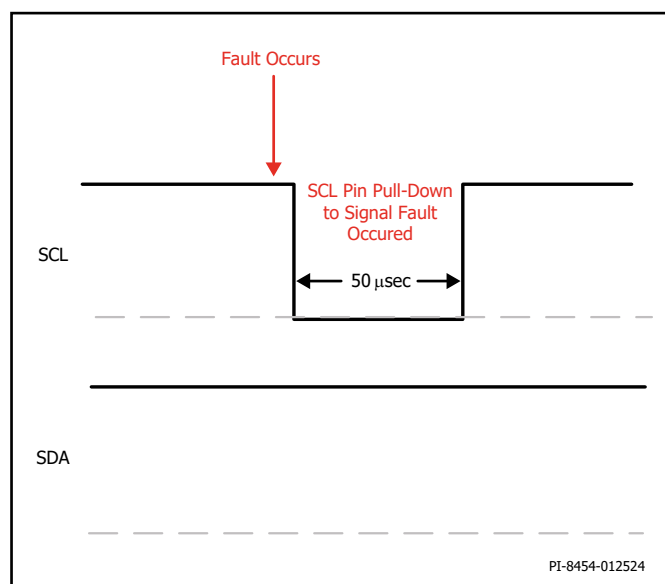 Fault Occurs
SCL Pin Pull-Down
to Signal Fault
Occured
SCL
50 µsec
SDA
PI-8454-012524